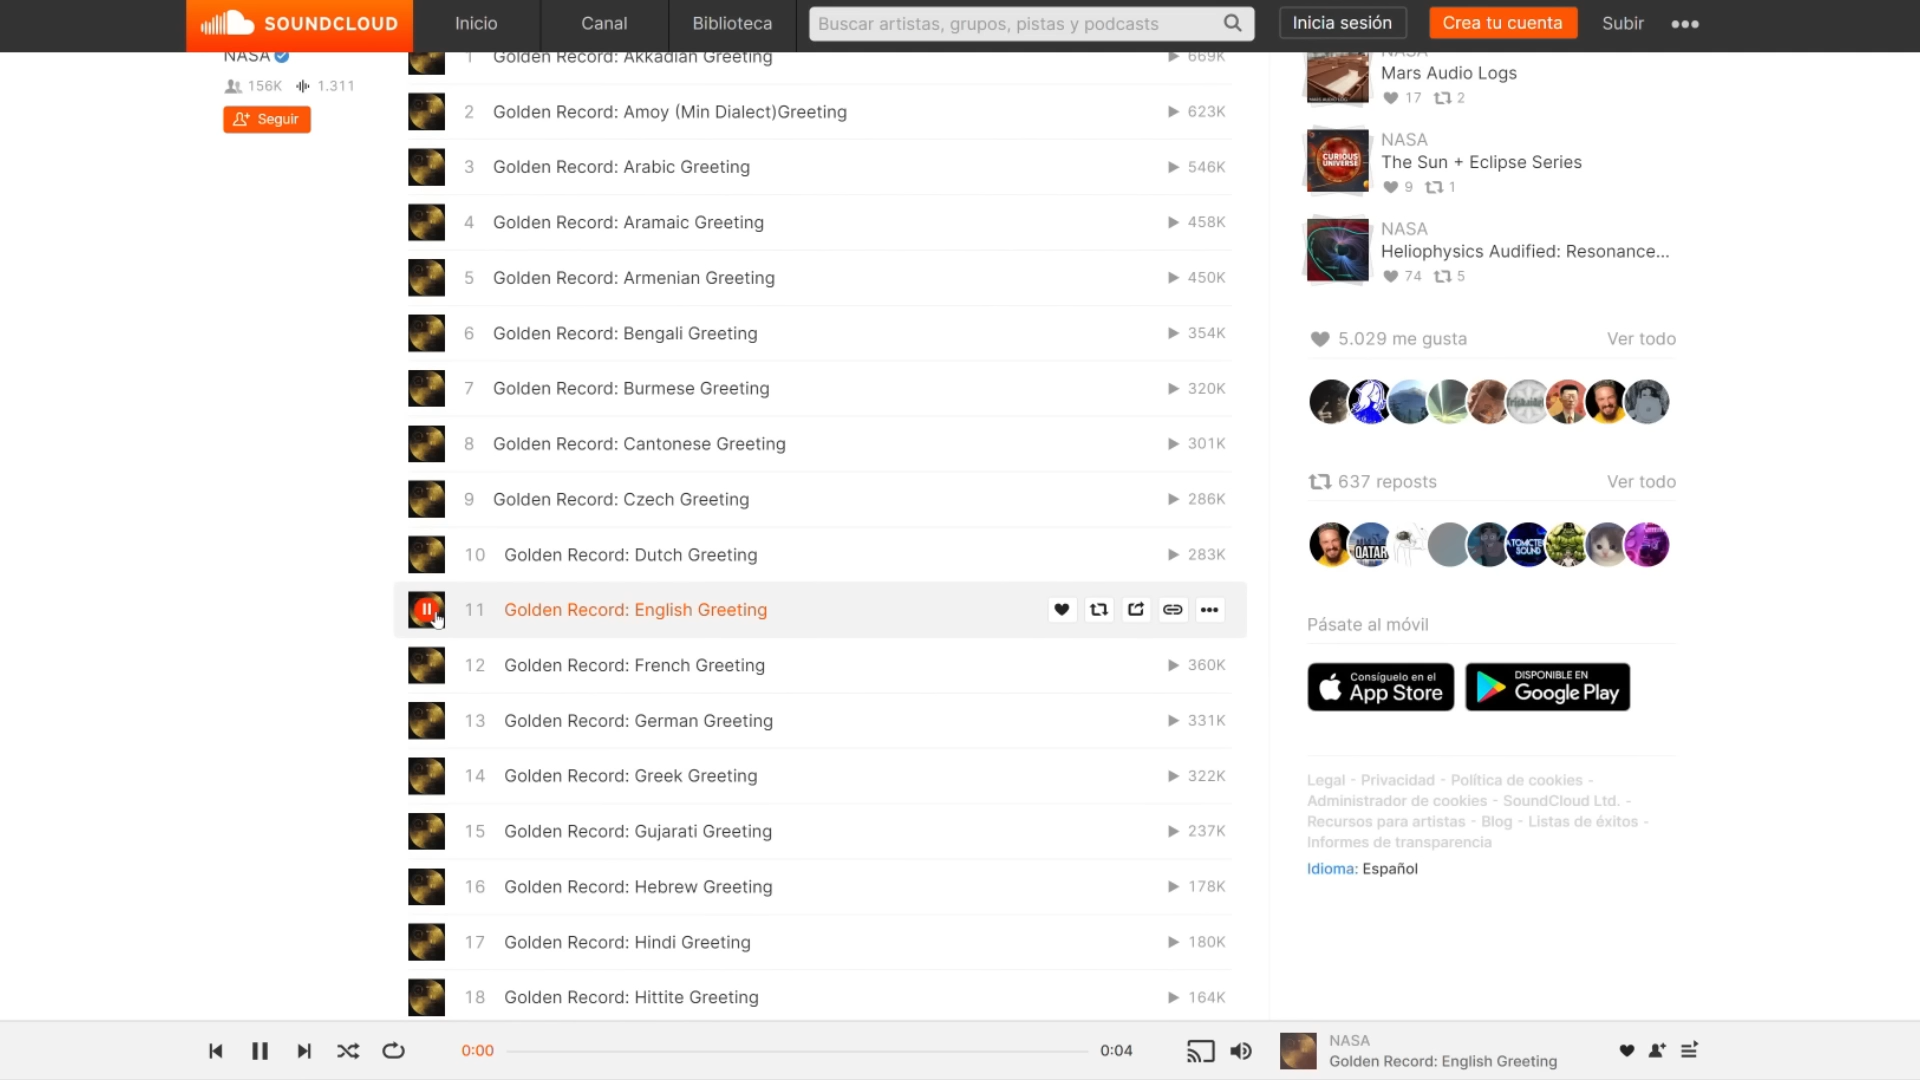 SOUNDCLOUD
Inicio
Canal
Biblioteca
Buscar artistas, grupos, pistas y podcasts
Inicia sesión
Crea tu cuenta
Subir
NASA
156K
1.311
Seguir
1 Golden Record: Akkadian Greeting 669K
2 Golden Record: Amoy (Min Dialect)Greeting 623K
3 Golden Record: Arabic Greeting 546K
4 Golden Record: Aramaic Greeting 458K
5 Golden Record: Armenian Greeting 450K
6 Golden Record: Bengali Greeting 354K
7 Golden Record: Burmese Greeting 320K
8 Golden Record: Cantonese Greeting 301K
9 Golden Record: Czech Greeting 286K
10 Golden Record: Dutch Greeting 283K
11 Golden Record: English Greeting
12 Golden Record: French Greeting 360K
13 Golden Record: German Greeting 331K
14 Golden Record: Greek Greeting 322K
15 Golden Record: Gujarati Greeting 237K
16 Golden Record: Hebrew Greeting 178K
17 Golden Record: Hindi Greeting 180K
18 Golden Record: Hittite Greeting 164K
NASA
Mars Audio Logs
17 2
CURIOUS
UNIVERSE
NASA
The Sun + Eclipse Series
9 1
NASA
Heliophysics Audified: Resonance...
74 5
5.029 me gusta
Ver todo
637 reposts
Ver todo
QATAR
Pásate al móvil
Consíguelo en el
App Store
DISPONIBLE EN
Google Play
Legal - Privacidad - Política de cookies -
Administrador de cookies - SoundCloud Ltd. -
Recursos para artistas - Blog - Listas de éxitos -
Informes de transparencia
Idioma: Español
0:00
0:04
NASA
Golden Record: English Greeting